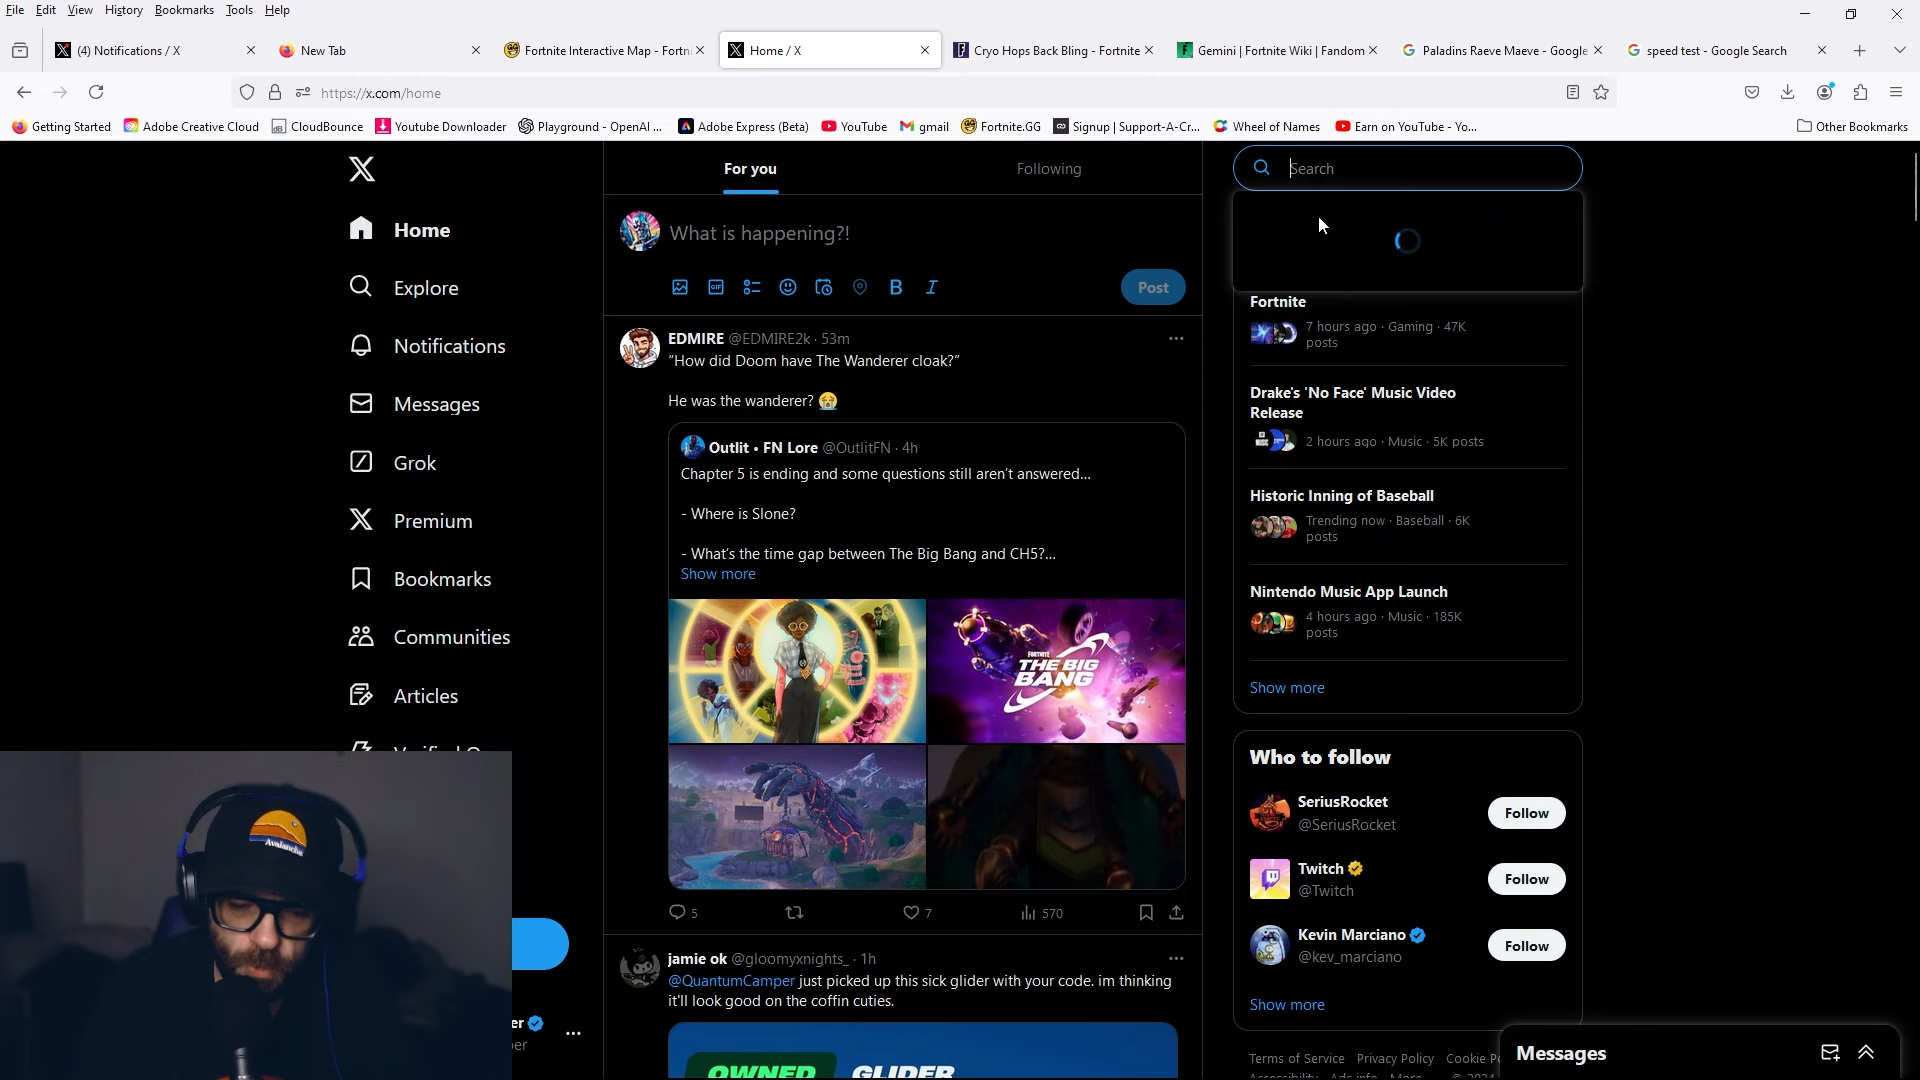 File Edit View History Bookmarks Tools Help
(4) Notifications / X
New Tab
Fortnite Interactive Map - Fortni
Home / X
Cryo Hops Back Bling - Fortnite
Gemini | Fortnite Wiki | Fandom
Paladins Raeve Maeve - Google
speed test - Google Search
https://x.com/home
Getting Started
Adobe Creative Cloud
CloudBounce
Youtube Downloader
Playground - OpenAI ...
Adobe Express (Beta)
YouTube
gmail
Fortnite.GG
Signup | Support-A-Cr...
Wheel of Names
Earn on YouTube - Yo...
Other Bookmarks
Home
Explore
Notifications
Messages
Grok
Premium
Bookmarks
Communities
Articles
er
per
Avalanche
For you
Following
What is happening?!
GIF
B I
Post
EDMIRE @EDMIRE2k · 53m
“How did Doom have The Wanderer cloak?”
He was the wanderer? 😭
Outlit • FN Lore @OutlitFN · 4h
Chapter 5 is ending and some questions still aren’t answered...
- Where is Slone?
- What’s the time gap between The Big Bang and CH5?...
Show more
FORTNITE
THE BIG
BANG
5
7
570
jamie ok @gloomyxnights_ · 1h
@QuantumCamper just picked up this sick glider with your code. im thinking
it'll look good on the coffin cuties.
OWNED GLIDER
Search
Fortnite
7 hours ago · Gaming · 47K
posts
Drake's 'No Face' Music Video
Release
2 hours ago · Music · 5K posts
Historic Inning of Baseball
Trending now · Baseball · 6K
posts
Nintendo Music App Launch
4 hours ago · Music · 185K
posts
Show more
Who to follow
SeriusRocket
@SeriusRocket
Follow
Twitch
@Twitch
Follow
Kevin Marciano
@kev_marciano
Follow
Show more
Terms of Service Privacy Policy Cookie Po
Messages